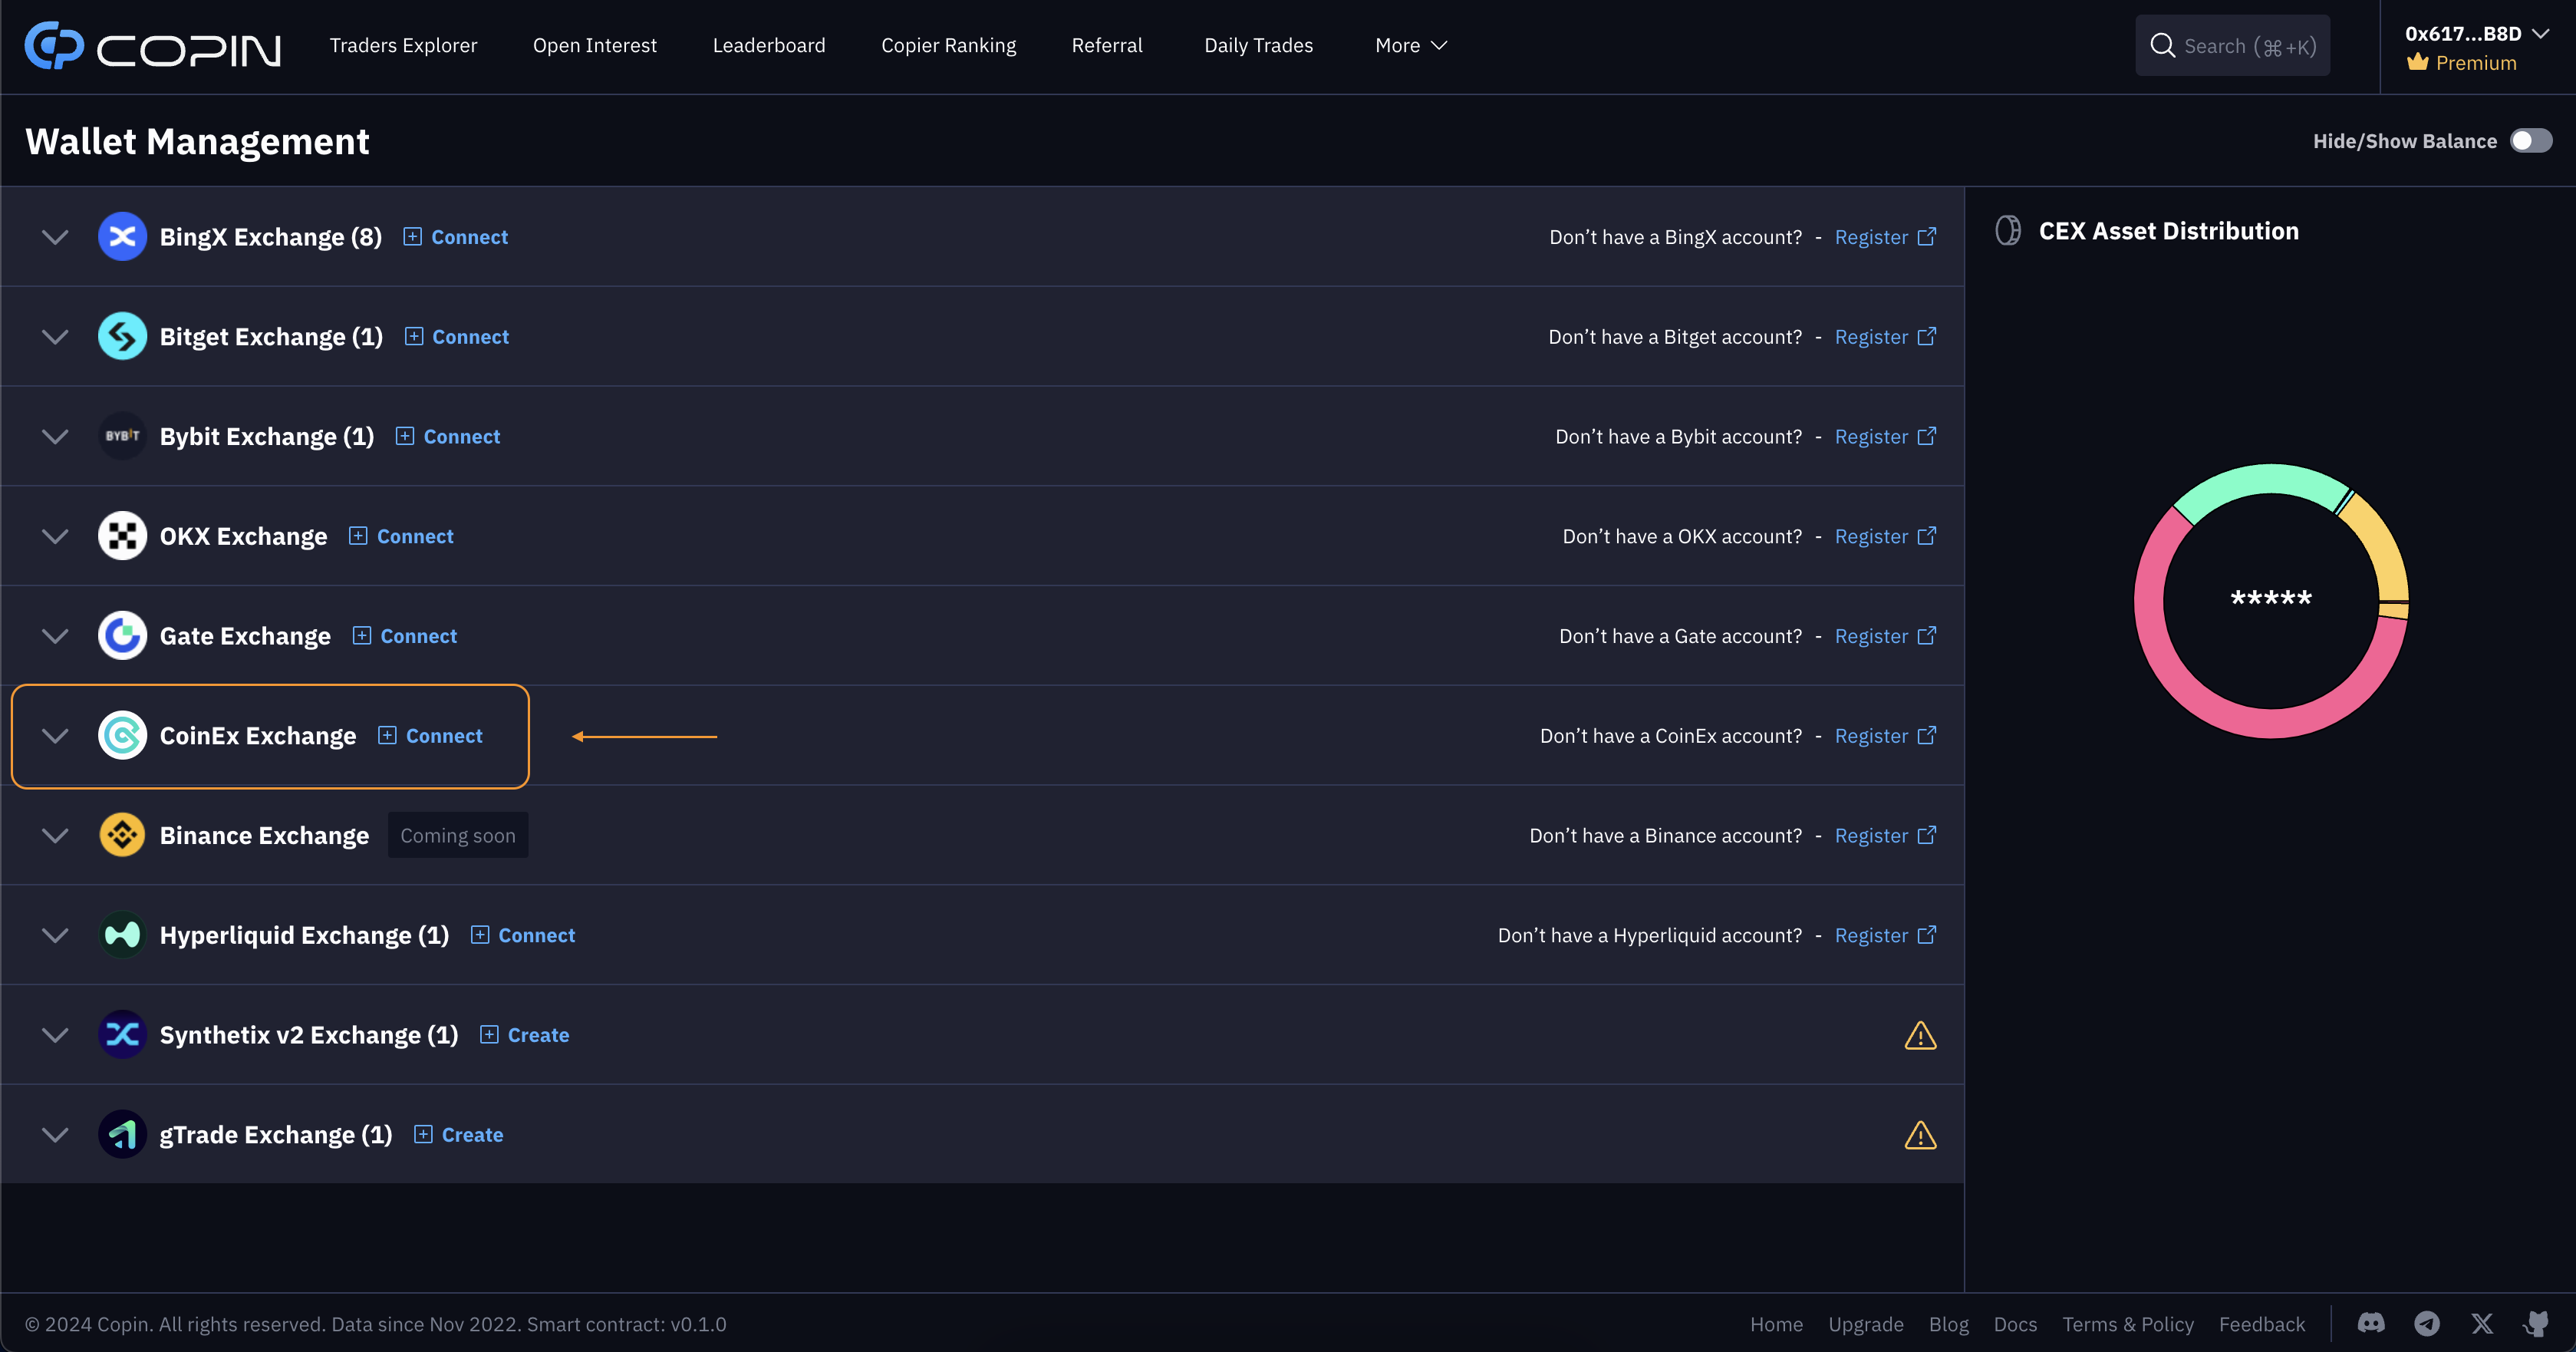 COPIN Traders Explorer Open Interest Leaderboard Copier Ranking Referral Daily Trades More Search (⌘+K) 0x617...B8D
Premium
Wallet Management Hide/Show Balance
BingX Exchange (8) Connect Don’t have a BingX account? - Register
CEX Asset Distribution
Bitget Exchange (1) Connect Don’t have a Bitget account? - Register
BYBIT Bybit Exchange (1) Connect Don’t have a Bybit account? - Register
OKX Exchange Connect Don’t have a OKX account? - Register
*****
Gate Exchange Connect Don’t have a Gate account? - Register
CoinEx Exchange Connect Don’t have a CoinEx account? - Register
Binance Exchange Coming soon Don’t have a Binance account? - Register
Hyperliquid Exchange (1) Connect Don’t have a Hyperliquid account? - Register
Synthetix v2 Exchange (1) Create
gTrade Exchange (1) Create
© 2024 Copin. All rights reserved. Data since Nov 2022. Smart contract: v0.1.0 Home Upgrade Blog Docs Terms & Policy Feedback